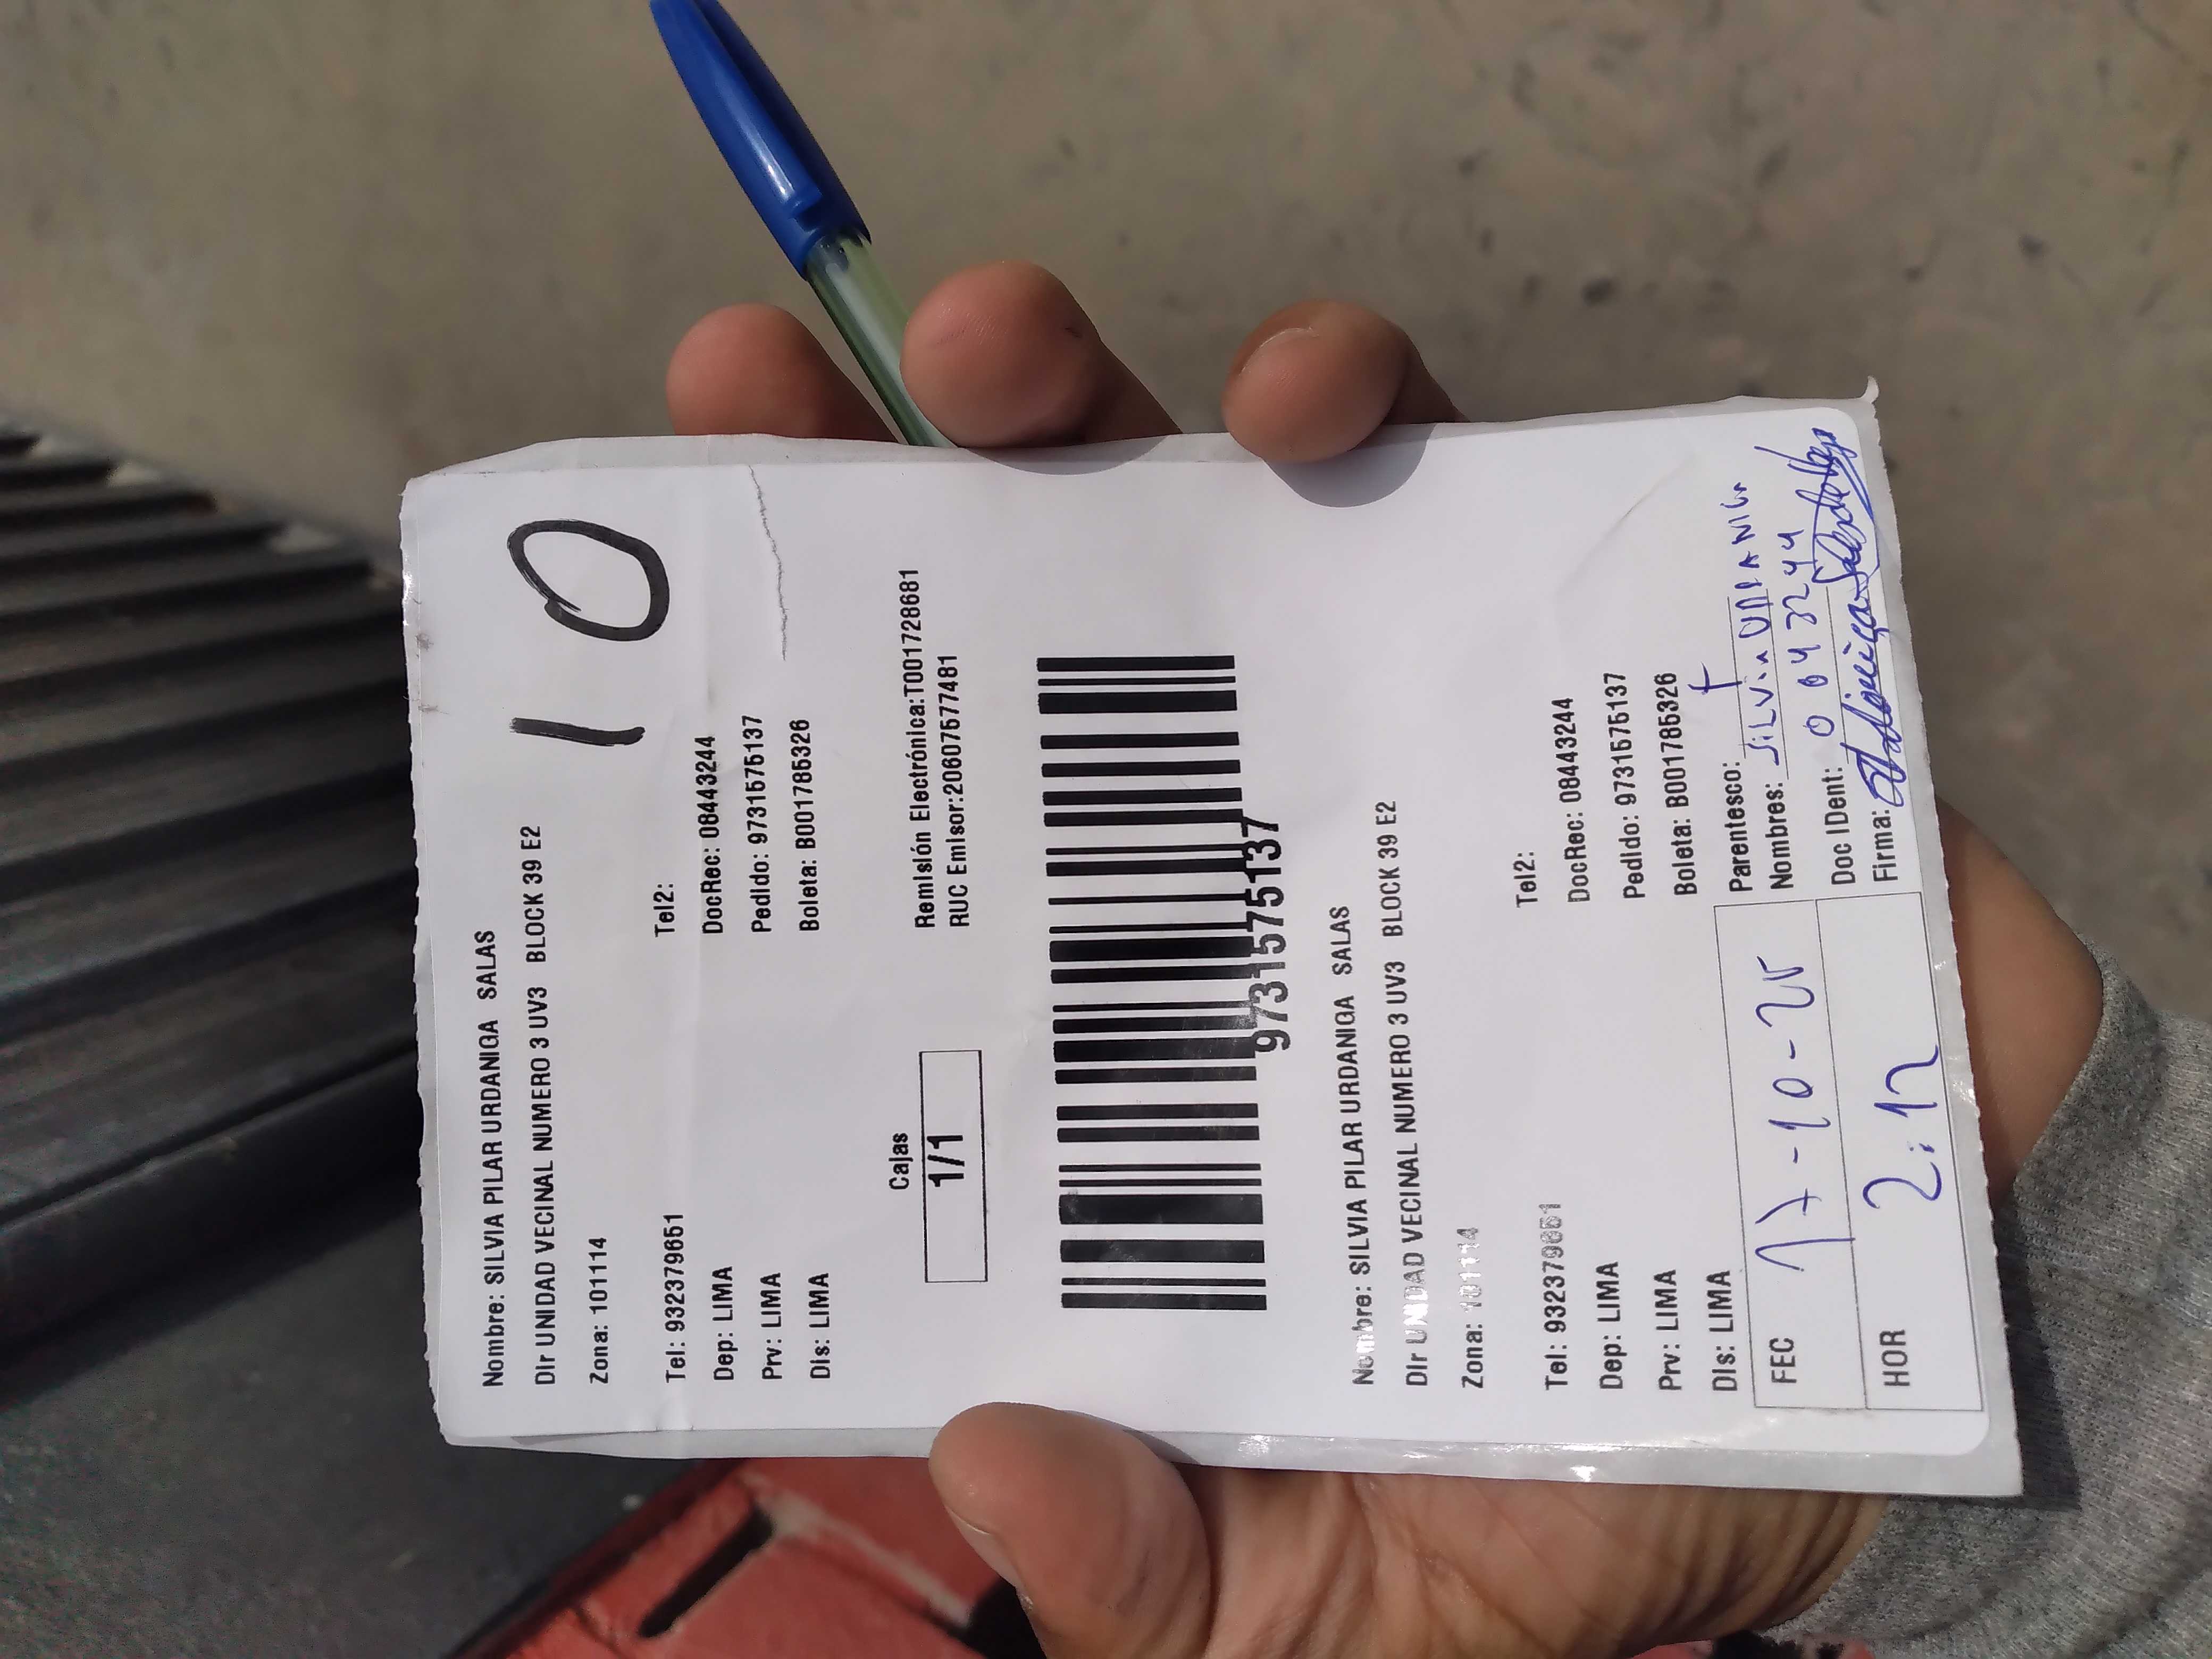 10
Nombre: SILVIA PILAR URDANIGA SALAS
Dir UNIDAD VECINAL NUMERO 3 UV3 BLOCK 39 E2
Zona: 101114
Tel: 932379651 Tel2:
Dep: LIMA DocRec: 08443244
Prv: LIMA Pedido: 9731575137
Dis: LIMA Boleta: B001785326
Cajas
1/1
Remisión Electrónica:T001728681
RUC Emisor:20607577481
9731575137
Nombre: SILVIA PILAR URDANIGA SALAS
Dir UNIDAD VECINAL NUMERO 3 UV3 BLOCK 39 E2
Zona: 101114
Tel: 932379651 Tel2:
Dep: LIMA DocRec: 08443244
Prv: LIMA Pedido: 9731575137
Dis: LIMA Boleta: B001785326
FEC 17-10-25
HOR 2:12
Parentesco: T
Nombres: SILVIA URDANIGA
Doc IDent:
Firma: